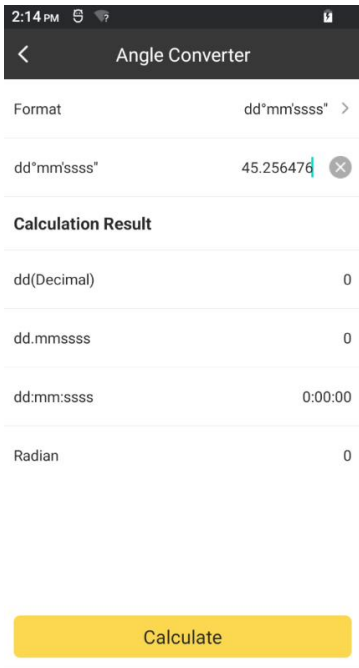 2:14 PM
Angle Converter
Format dd°mm'ssss"
dd°mm'ssss" 45.256476
Calculation Result
dd(Decimal) 0
dd.mmssss 0
dd:mm:ssss 0:00:00
Radian 0
Calculate